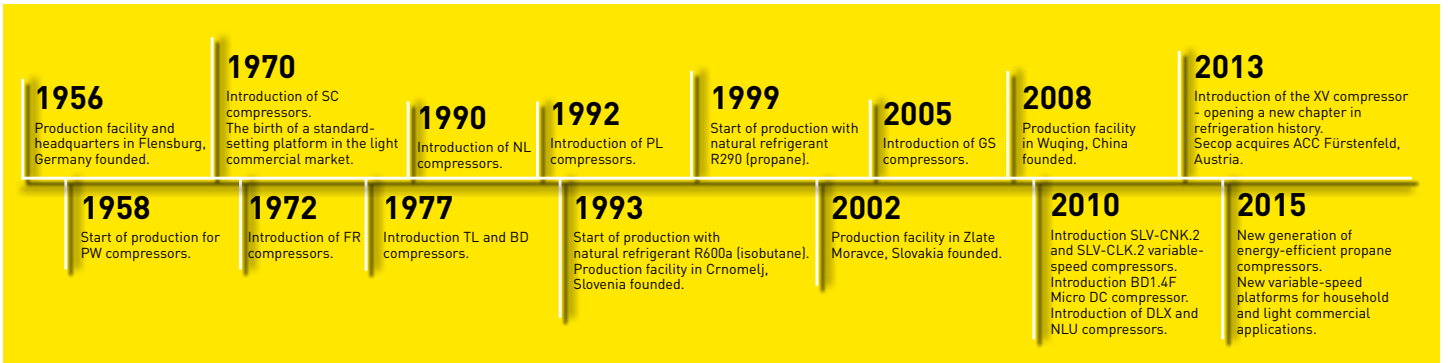 1956
Production facility and
headquarters in Flensburg,
Germany founded.
1958
Start of production for
PW compressors.
1970
Introduction of SC
compressors.
The birth of a standard-
setting platform in the light
commercial market.
1972
Introduction of FR
compressors.
1977
Introduction TL and BD
compressors.
1990
Introduction of NL
compressors.
1992
Introduction of PL
compressors.
1993
Start of production with
natural refrigerant R600a (isobutane).
Production facility in Crnomelj,
Slovenia founded.
1999
Start of production with
natural refrigerant
R290 (propane).
2002
Production facility in Zlate
Moravce, Slovakia founded.
2005
Introduction of GS
compressors.
2008
Production facility
in Wuqing, China
founded.
2010
Introduction SLV-CNK.2
and SLV-CLK.2 variable-
speed compressors.
Introduction BD1.4F
Micro DC compressor.
Introduction of DLX and
NLU compressors.
2013
Introduction of the XV compressor
- opening a new chapter in
refrigeration history.
Secop acquires ACC Fürstenfeld,
Austria.
2015
New generation of
energy-efficient propane
compressors.
New variable-speed
platforms for household
and light commercial
applications.